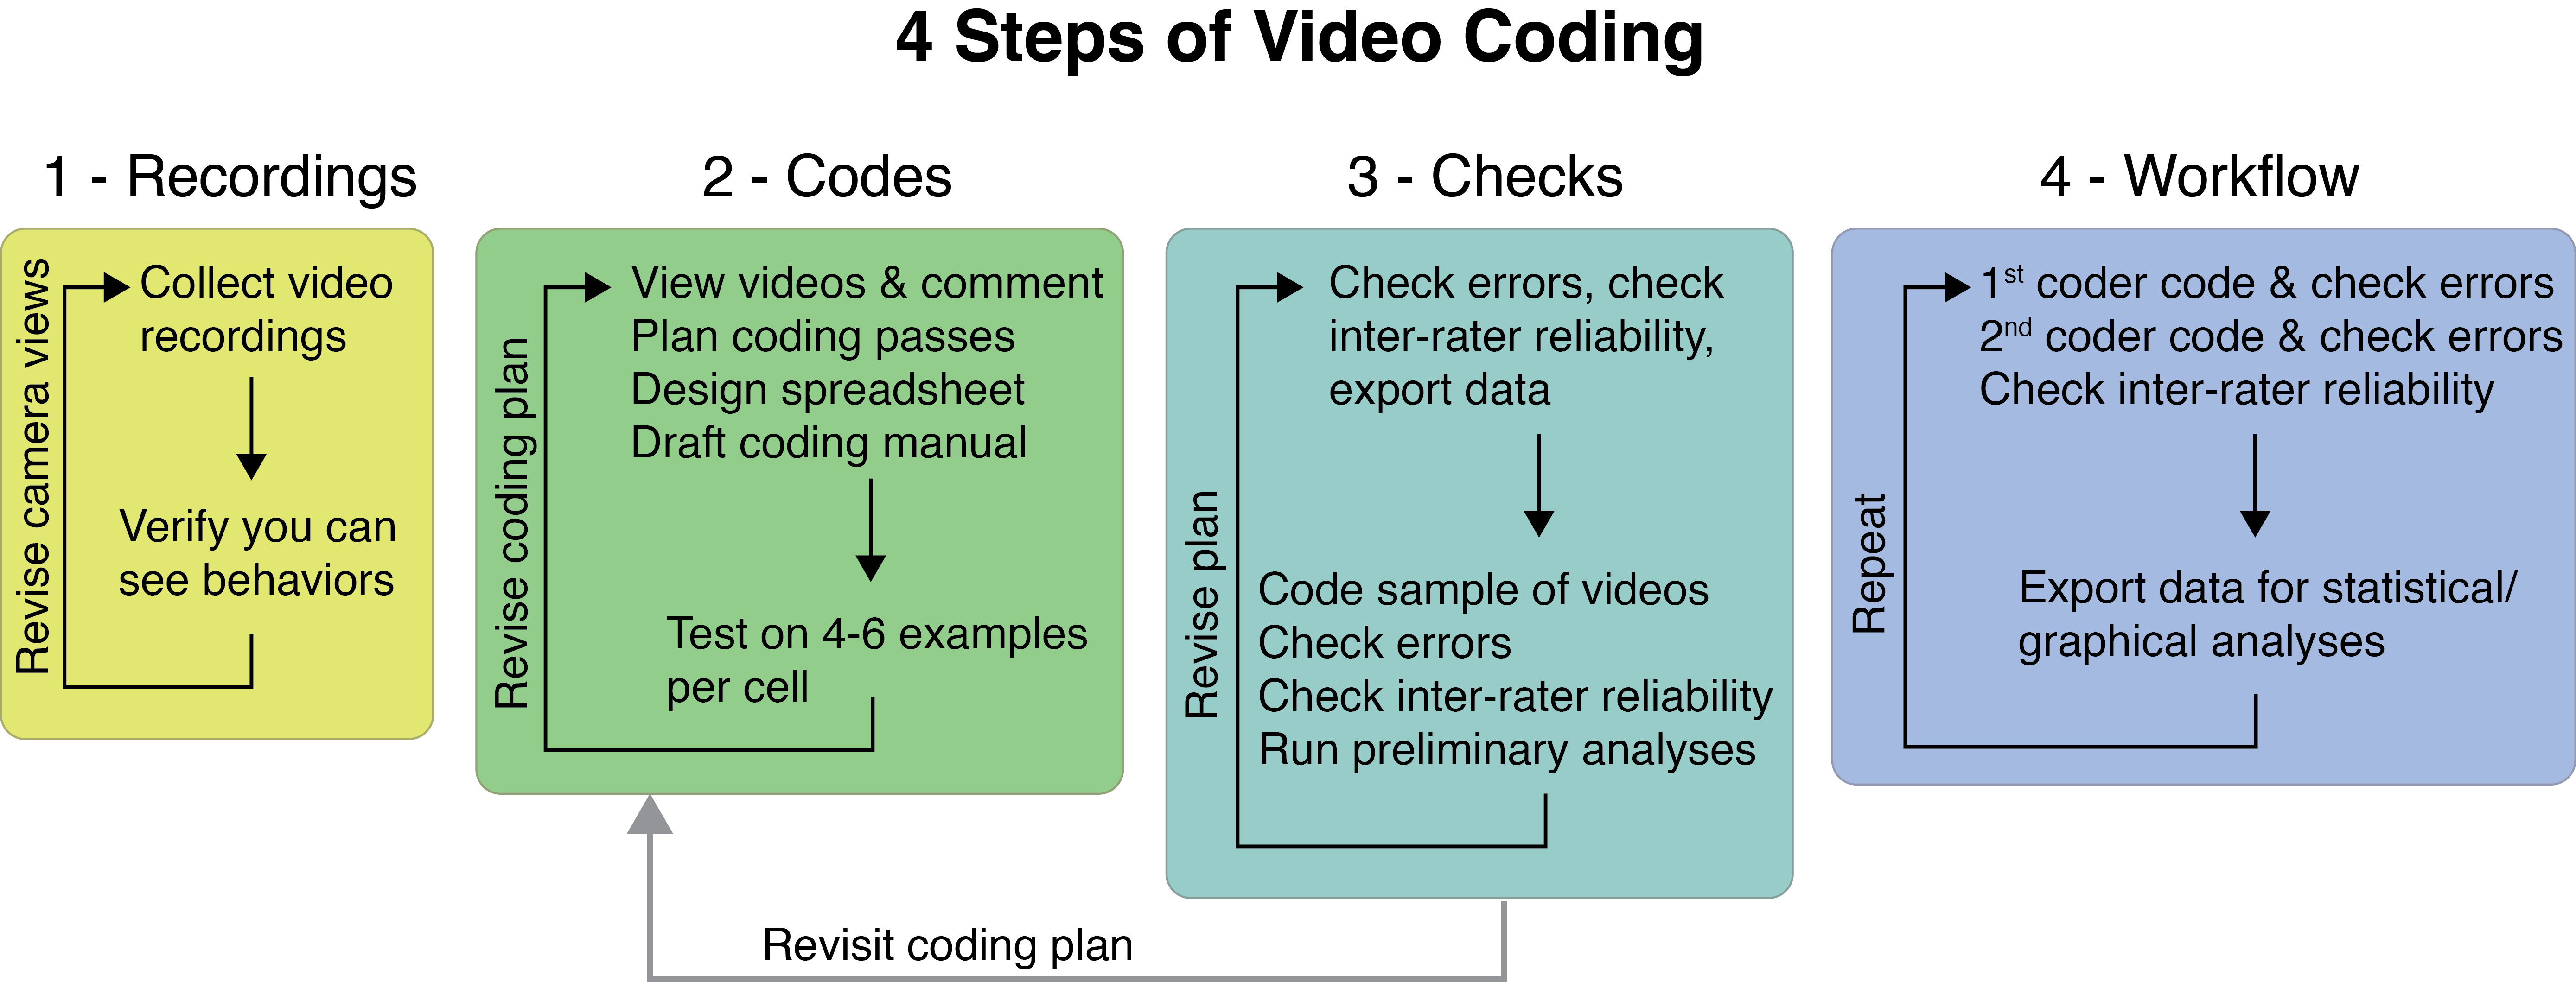 4 Steps of Video Coding
1 - Recordings
Revise camera views
Collect video
recordings
Verify you can
see behaviors
2 - Codes
Revise coding plan
View videos & comment
Plan coding passes
Design spreadsheet
Draft coding manual
Test on 4-6 examples
per cell
3 - Checks
Revise plan
Check errors, check
inter-rater reliability,
export data
Code sample of videos
Check errors
Check inter-rater reliability
Run preliminary analyses
Revisit coding plan
4 - Workflow
Repeat
1st coder code & check errors
2nd coder code & check errors
Check inter-rater reliability
Export data for statistical/
graphical analyses